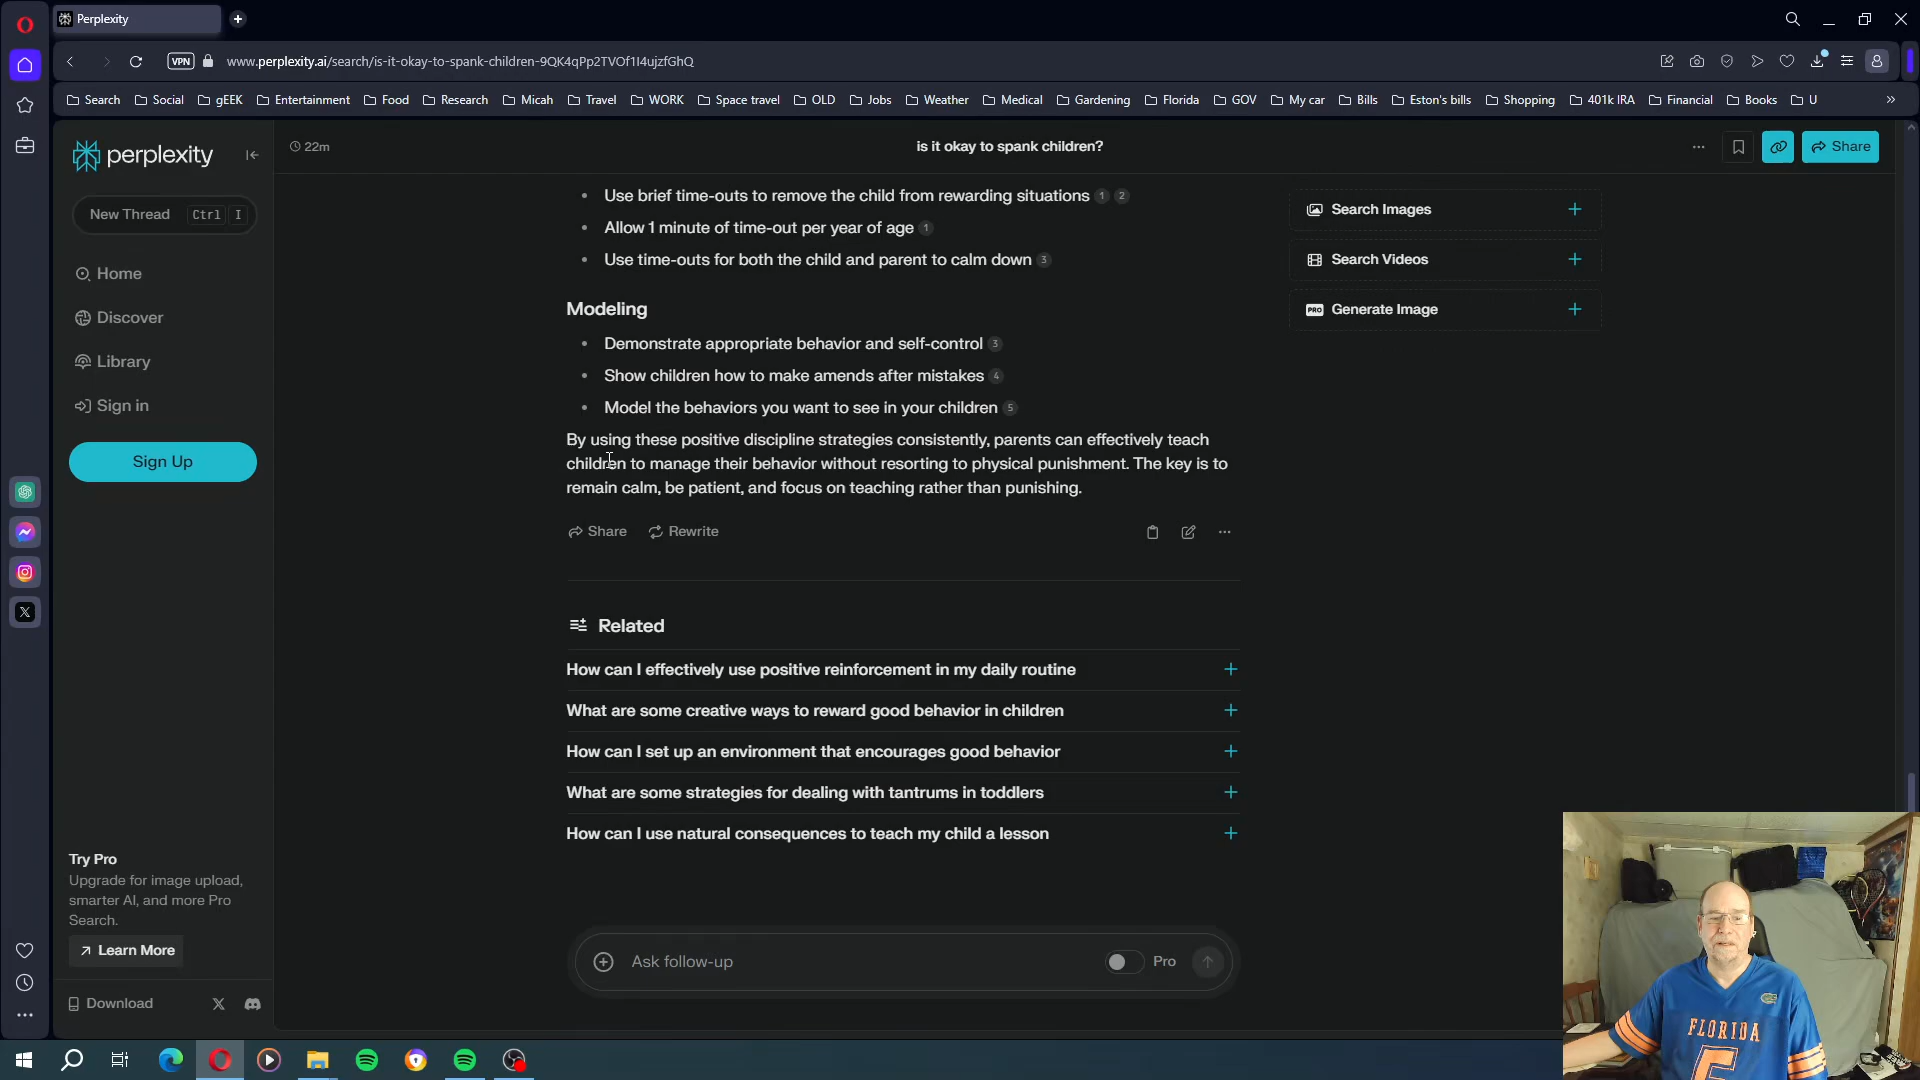 Perplexity
VPN
www.perplexity.ai/search/is-it-okay-to-spank-children-9QK4qPp2TVOf1I4ujzfGhQ
Search Social gEEK Entertainment Food Research Micah Travel WORK Space travel OLD Jobs Weather Medical Gardening Florida GOV My car Bills Eston's bills Shopping 401k IRA Financial Books U
perplexity
22m
is it okay to spank children?
Share
New Thread Ctrl I
Home
Discover
Library
Sign in
Sign Up
Use brief time-outs to remove the child from rewarding situations 1 2
Allow 1 minute of time-out per year of age 1
Use time-outs for both the child and parent to calm down 3
Modeling
Demonstrate appropriate behavior and self-control 3
Show children how to make amends after mistakes 4
Model the behaviors you want to see in your children 5
By using these positive discipline strategies consistently, parents can effectively teach
children to manage their behavior without resorting to physical punishment. The key is to
remain calm, be patient, and focus on teaching rather than punishing.
Share Rewrite
Related
How can I effectively use positive reinforcement in my daily routine
What are some creative ways to reward good behavior in children
How can I set up an environment that encourages good behavior
What are some strategies for dealing with tantrums in toddlers
How can I use natural consequences to teach my child a lesson
Ask follow-up
Pro
Search Images
Search Videos
PRO Generate Image
Try Pro
Upgrade for image upload,
smarter AI, and more Pro
Search.
Learn More
Download
FLORIDA